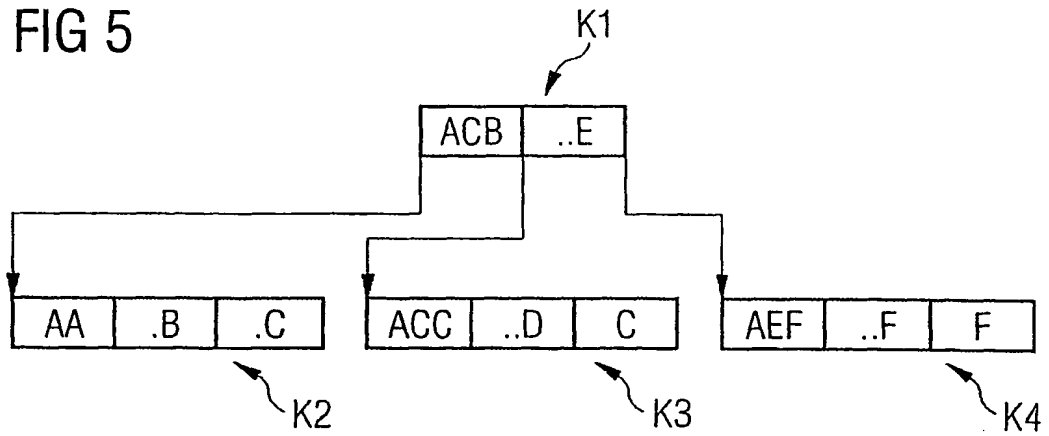 FIG 5
K1
ACB ..E
AA .B .C ACC ..D C AEF ..F F
K2 K3 K4